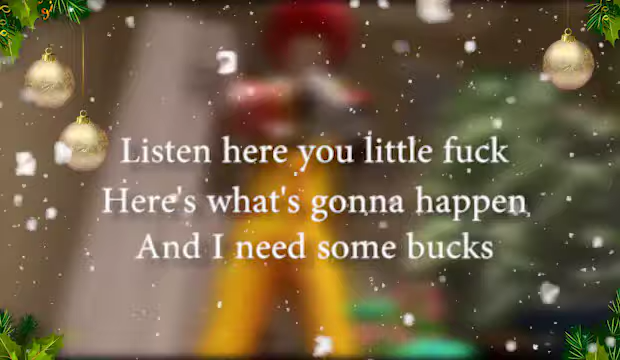 Listen here you little fuck
Here's what's gonna happen
And I need some bucks